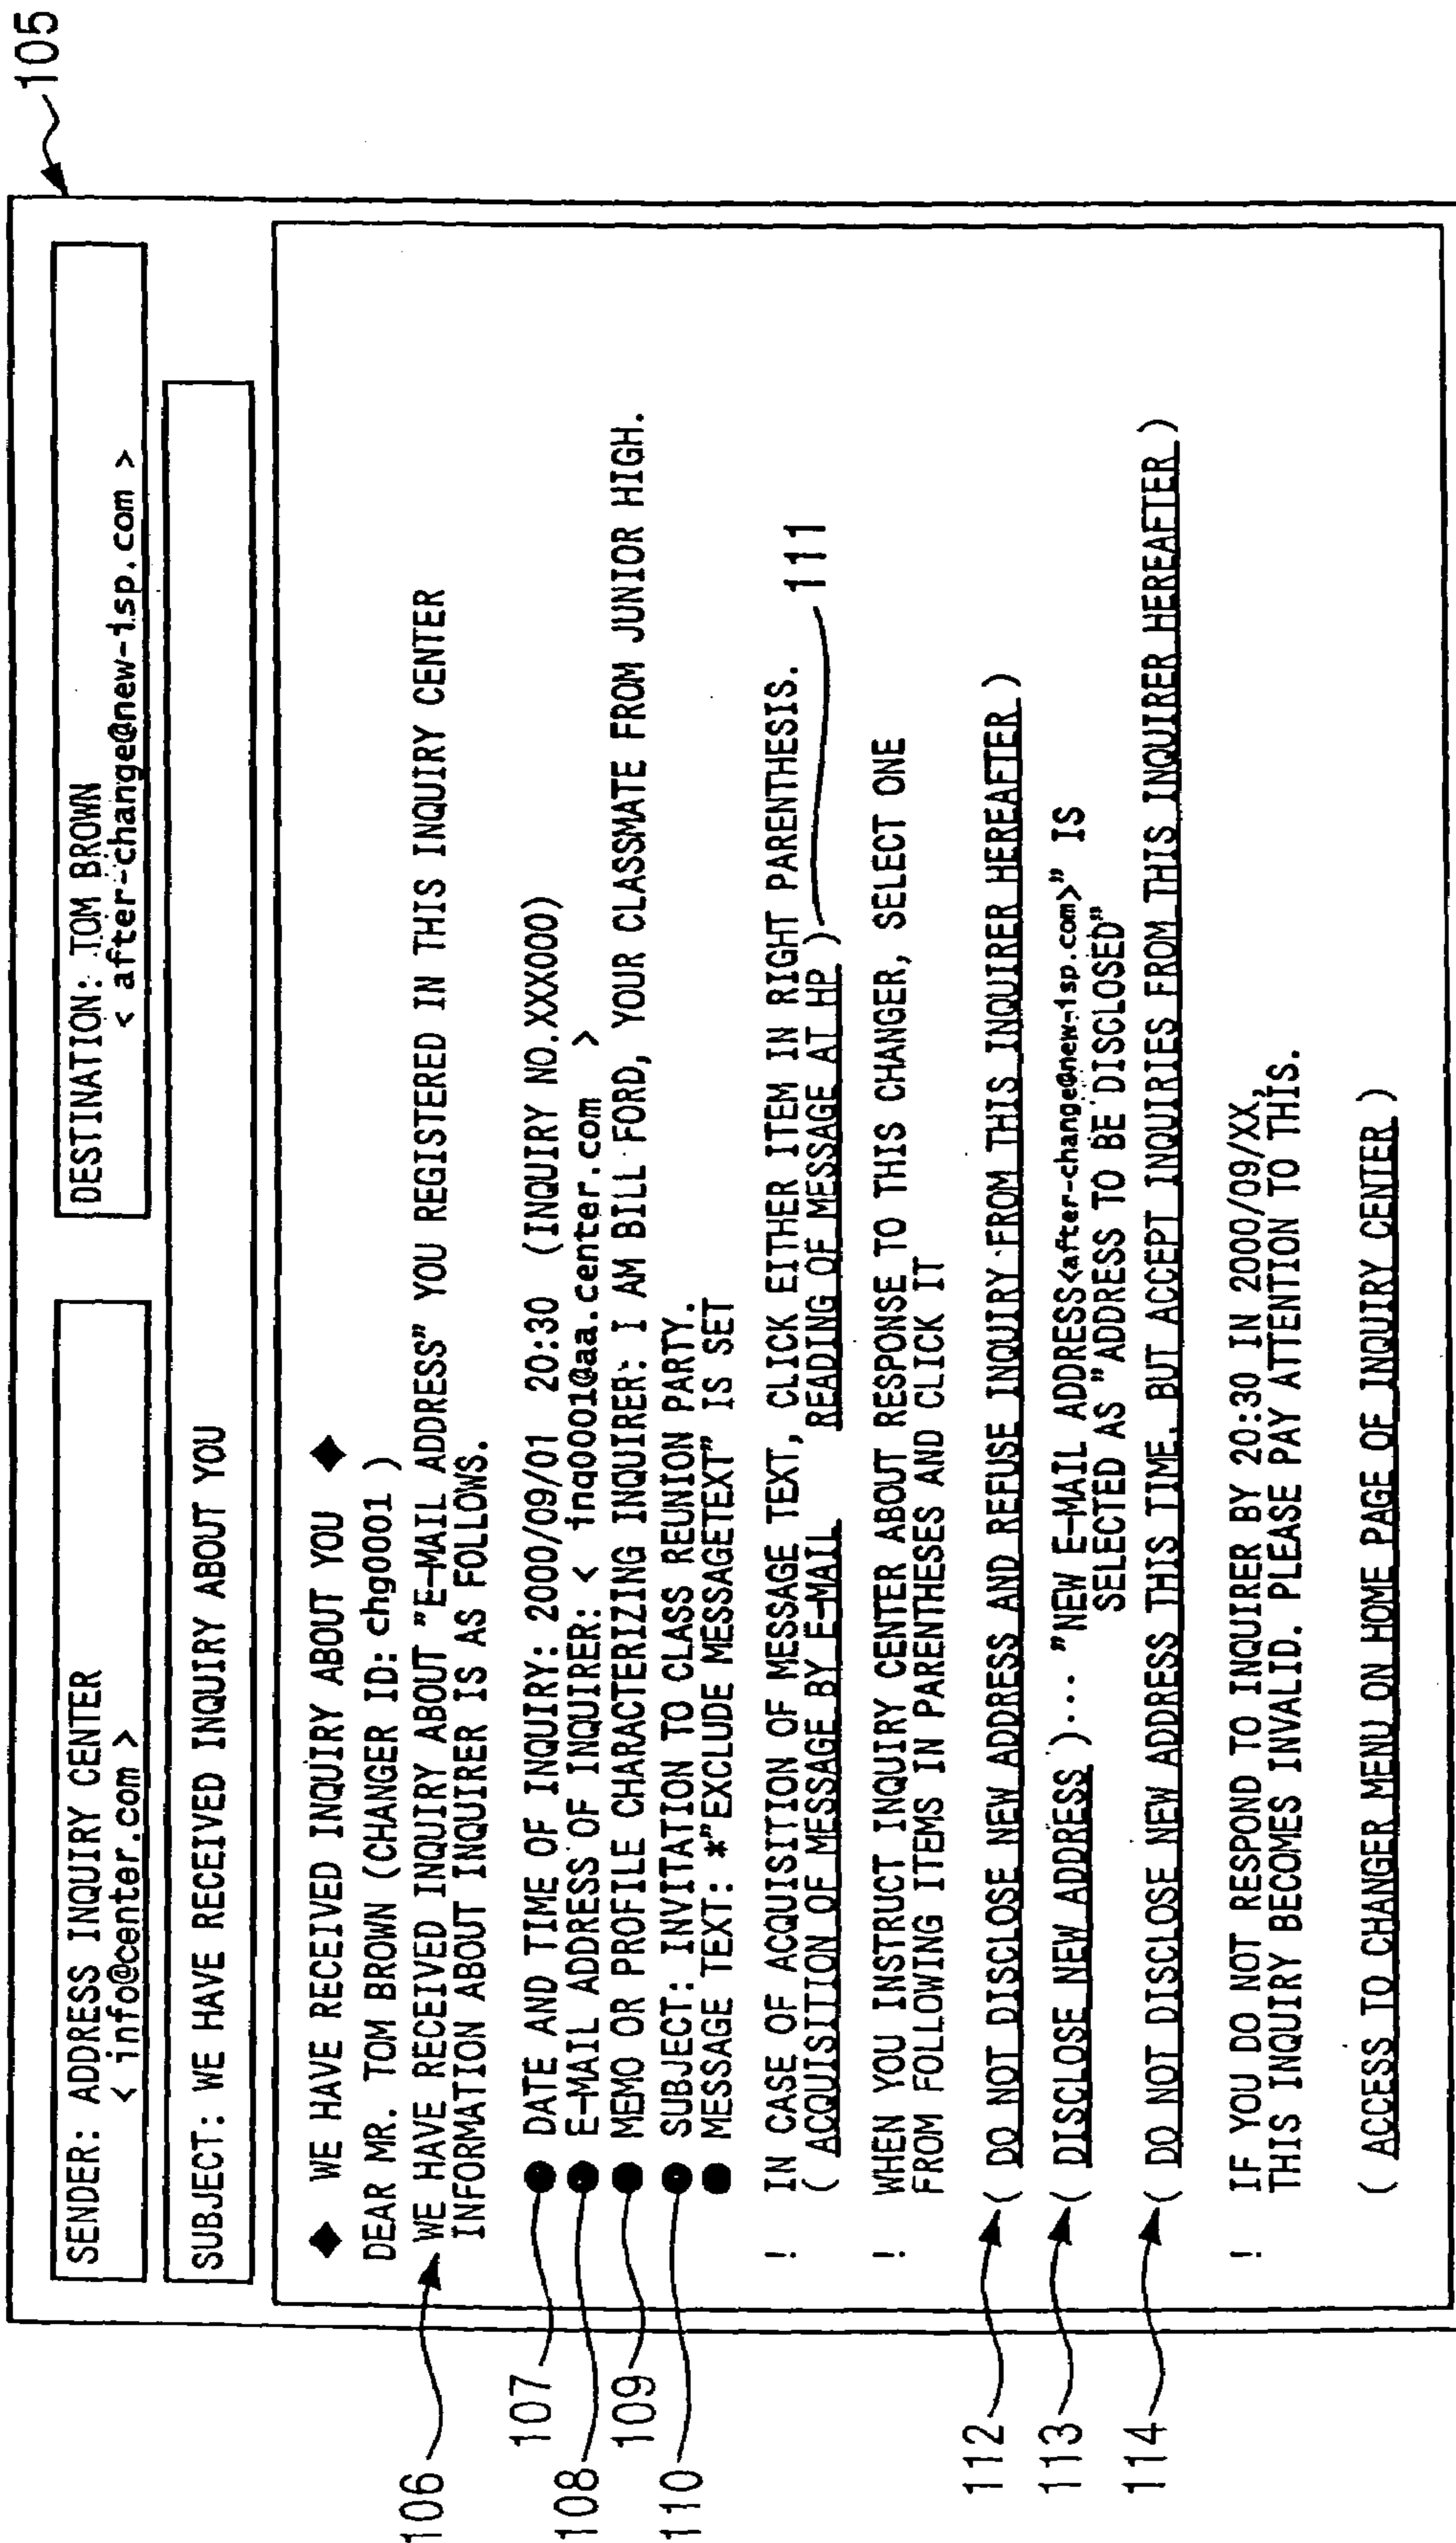 105
SENDER: ADDRESS INQUIRY CENTER
< info@center.com >
DESTINATION: TOM BROWN
< after-change@new-isp.com >
SUBJECT: WE HAVE RECEIVED INQUIRY ABOUT YOU
◆ WE HAVE RECEIVED INQUIRY ABOUT YOU ◆
DEAR MR. TOM BROWN (CHANGER ID: chg0001 )
106 WE HAVE RECEIVED INQUIRY ABOUT "E-MAIL ADDRESS" YOU REGISTERED IN THIS INQUIRY CENTER
INFORMATION ABOUT INQUIRER IS AS FOLLOWS.
107 ● DATE AND TIME OF INQUIRY: 2000/09/01 20:30 (INQUIRY NO.XXX000)
108 ● E-MAIL ADDRESS OF INQUIRER: < inq0001@aa.center.com >
109 ● MEMO OR PROFILE CHARACTERIZING INQUIRER: I AM BILL FORD, YOUR CLASSMATE FROM JUNIOR HIGH.
110 ● SUBJECT: INVITATION TO CLASS REUNION PARTY.
● MESSAGE TEXT: *"EXCLUDE MESSAGETEXT" IS SET
! IN CASE OF ACQUISITION OF MESSAGE TEXT, CLICK EITHER ITEM IN RIGHT PARENTHESIS.
( ACQUISITION OF MESSAGE BY E-MAIL READING OF MESSAGE AT HP ) 111
! WHEN YOU INSTRUCT INQUIRY CENTER ABOUT RESPONSE TO THIS CHANGER, SELECT ONE
FROM FOLLOWING ITEMS IN PARENTHESES AND CLICK IT
112 ( DO NOT DISCLOSE NEW ADDRESS AND REFUSE INQUIRY FROM THIS INQUIRER HEREAFTER )
113 ( DISCLOSE NEW ADDRESS )... "NEW E-MAIL ADDRESS<after-change@new-isp.com>" IS
SELECTED AS "ADDRESS TO BE DISCLOSED"
114 ( DO NOT DISCLOSE NEW ADDRESS THIS TIME, BUT ACCEPT INQUIRIES FROM THIS INQUIRER HEREAFTER )
! IF YOU DO NOT RESPOND TO INQUIRER BY 20:30 IN 2000/09/XX,
THIS INQUIRY BECOMES INVALID. PLEASE PAY ATTENTION TO THIS.
( ACCESS TO CHANGER MENU ON HOME PAGE OF INQUIRY CENTER )